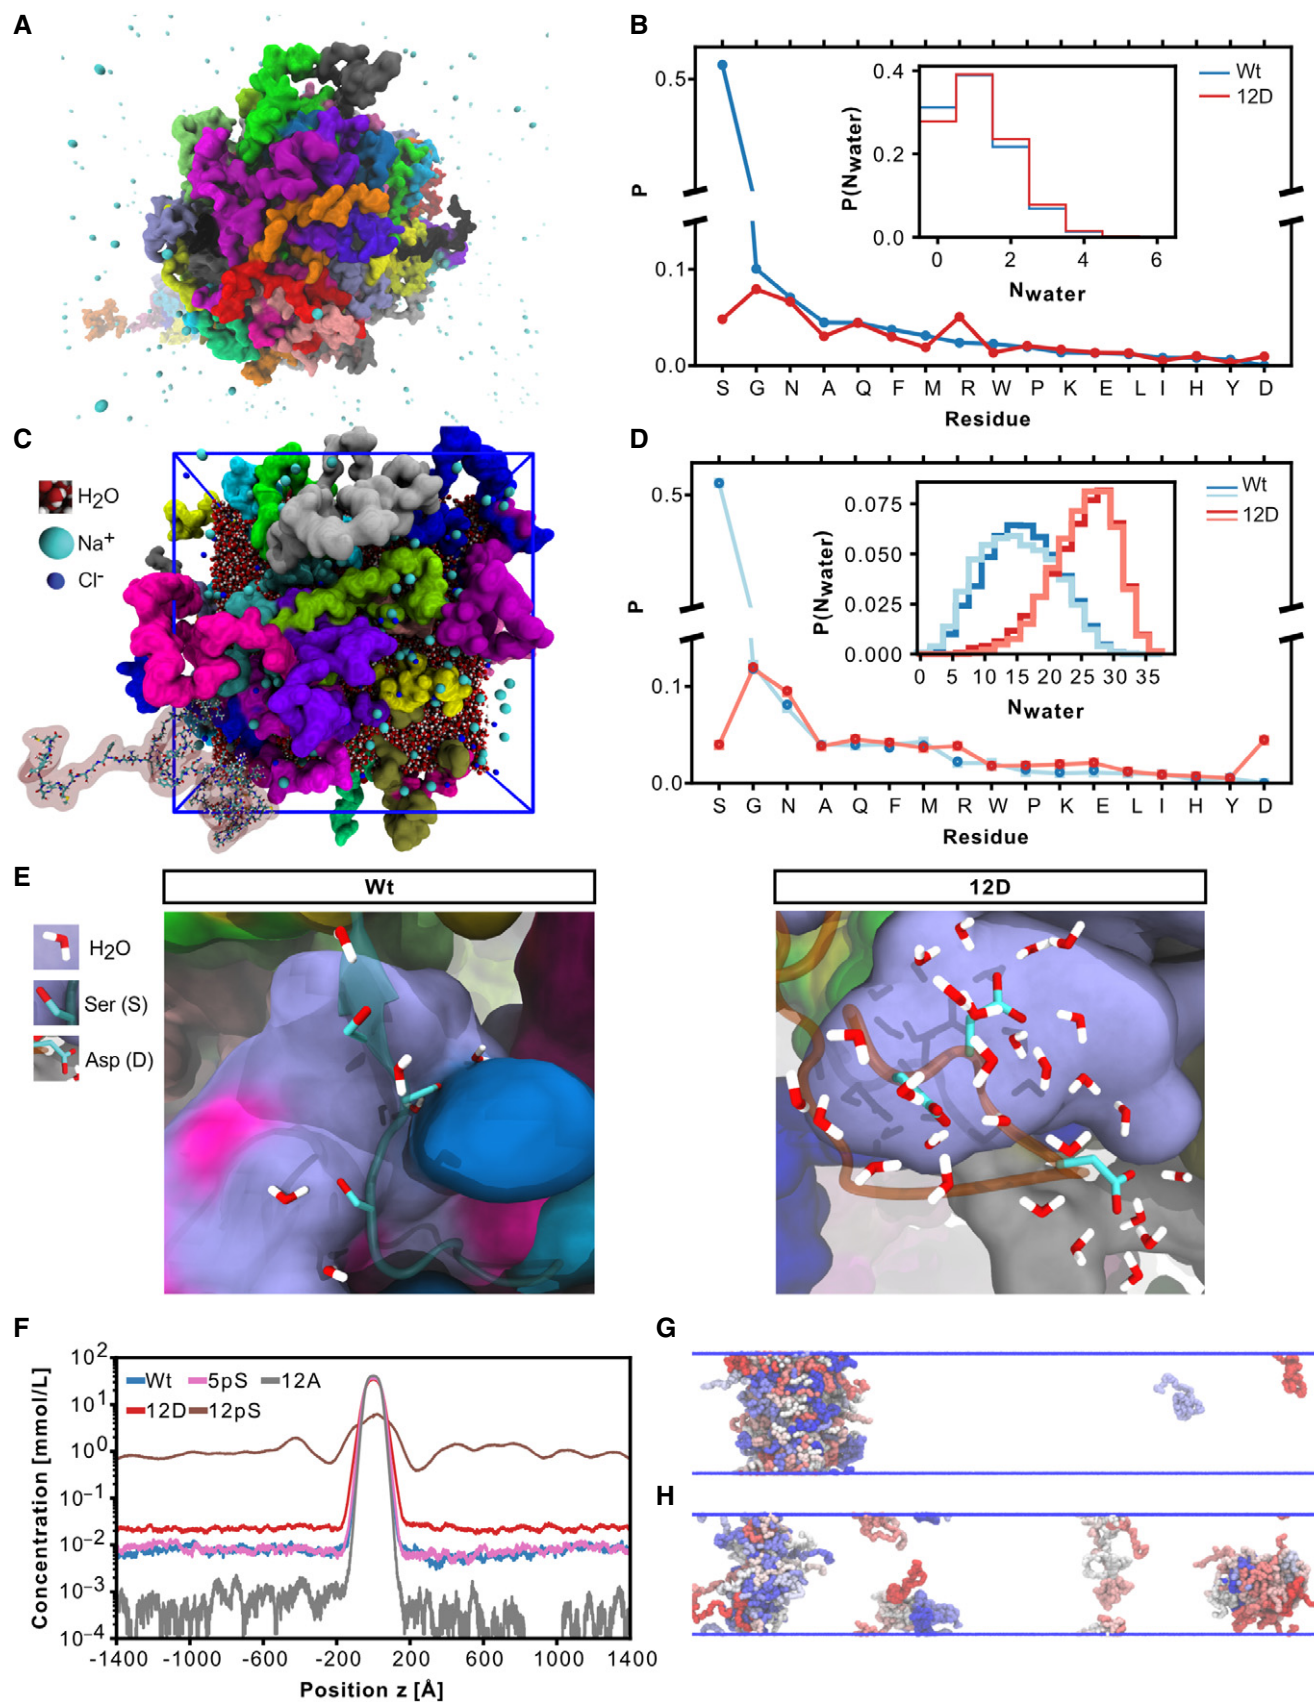 A
B
P
0.5
0.1
0.0
S G N A Q F M R W P K E L I H Y D
Residue
Wt
12D
P(Nwater)
0.4
0.2
0.0
0 2 4 6
Nwater
C
H2O
Na+
Cl-
D
P
0.5
0.1
0.0
S G N A Q F M R W P K E L I H Y D
Residue
Wt
12D
P(Nwater)
0.075
0.050
0.025
0.000
0 5 10 15 20 25 30 35
Nwater
E
Wt
12D
H2O
Ser (S)
Asp (D)
F
Concentration [mmol/L]
10^2
10^1
10^0
10^−1
10^−2
10^−3
10^−4
Wt 5pS 12A
12D 12pS
-1400 -1000 -600 -200 200 600 1000 1400
Position z [Å]
G
H